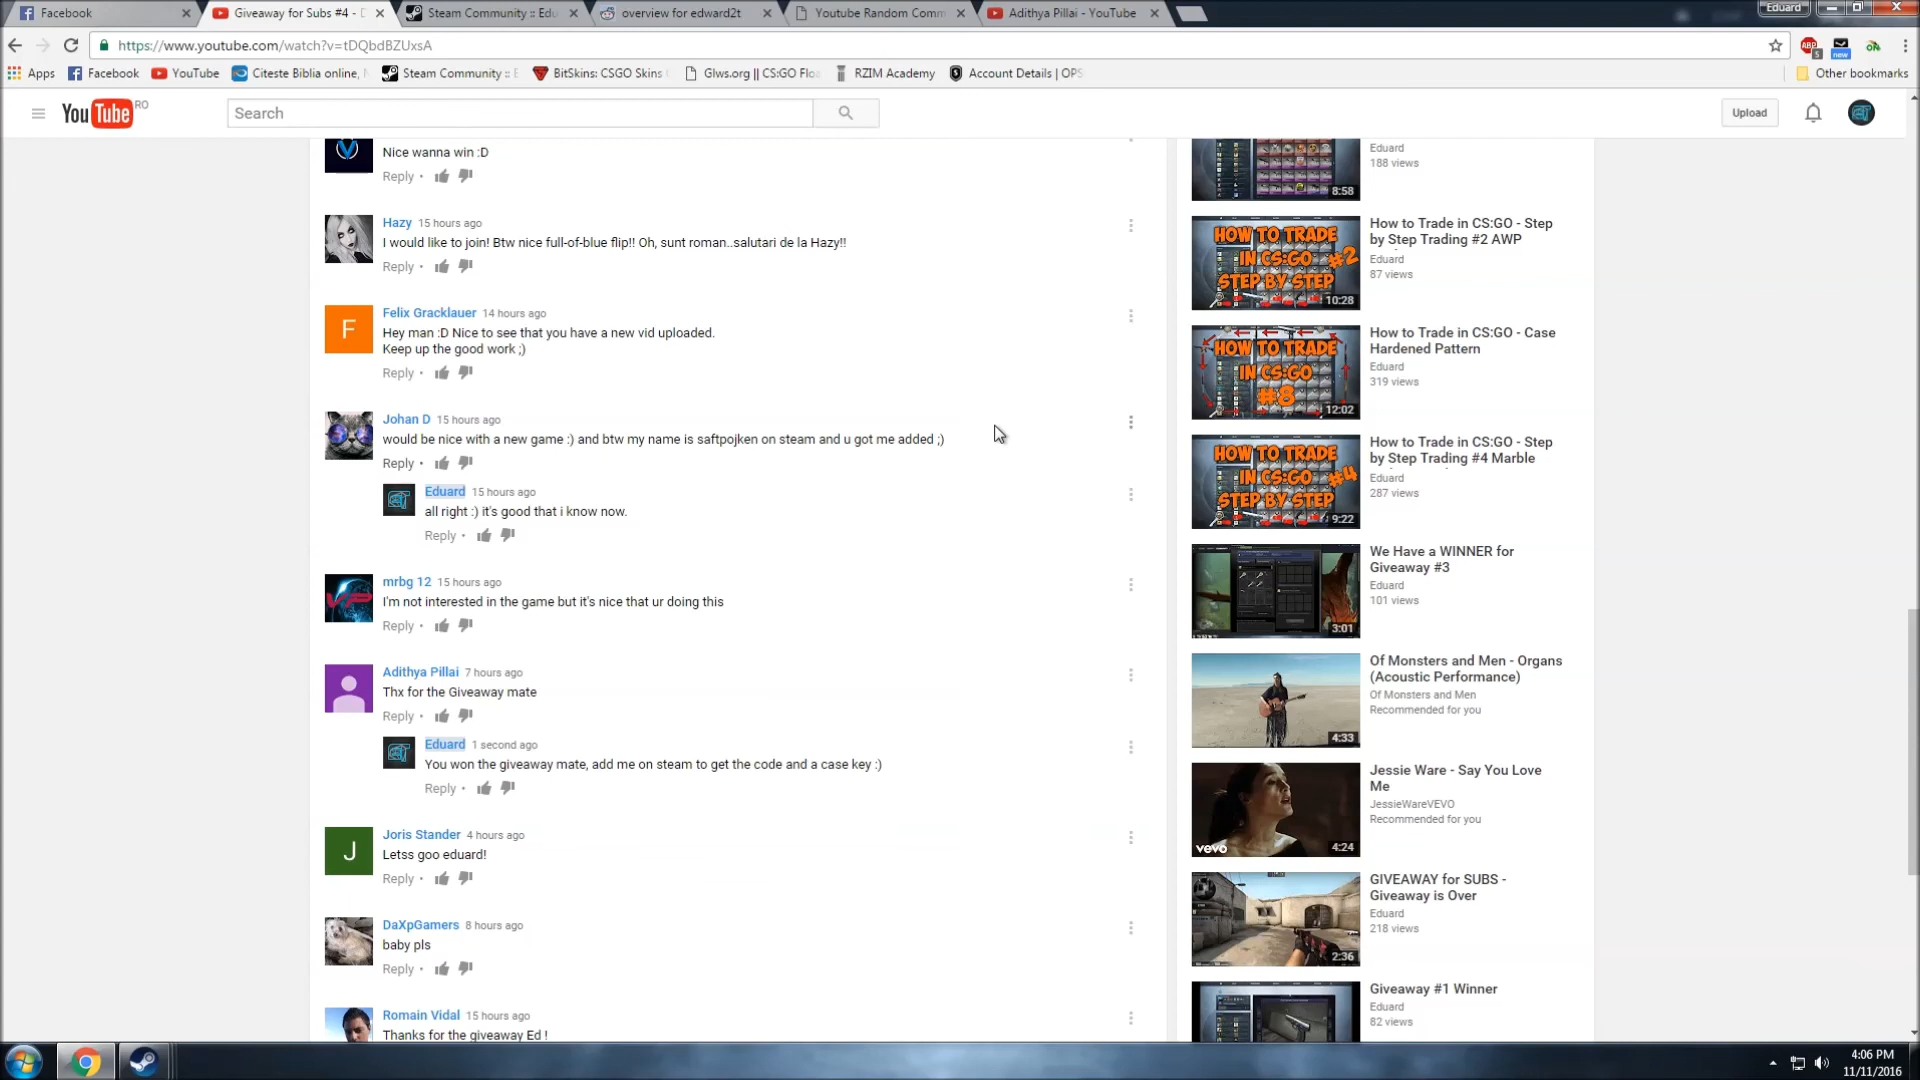 Facebook
Giveaway for Subs #4 - D
Steam Community :: Edu
overview for edward2t
Youtube Random Comm
Adithya Pillai - YouTube
Eduard
https://www.youtube.com/watch?v=tDQbdBZUxsA
ABP
5
new
Apps
Facebook
YouTube
Citeste Biblia online,
Steam Community :: E
BitSkins: CSGO Skins
Glws.org || CS:GO Floa
RZIM Academy
Account Details | OPS
Other bookmarks
YouTube RO
Search
Upload
Nice wanna win :D
Reply •
Hazy 15 hours ago
I would like to join! Btw nice full-of-blue flip!! Oh, sunt roman..salutari de la Hazy!!
Reply •
F
Felix Gracklauer 14 hours ago
Hey man :D Nice to see that you have a new vid uploaded.
Keep up the good work ;)
Reply •
Johan D 15 hours ago
would be nice with a new game :) and btw my name is saftpojken on steam and u got me added ;)
Reply •
Eduard 15 hours ago
all right :) it's good that i know now.
Reply •
VP
mrbg 12 15 hours ago
I'm not interested in the game but it's nice that ur doing this
Reply •
Adithya Pillai 7 hours ago
Thx for the Giveaway mate
Reply •
Eduard 1 second ago
You won the giveaway mate, add me on steam to get the code and a case key :)
Reply •
J
Joris Stander 4 hours ago
Letss goo eduard!
Reply •
DaXpGamers 8 hours ago
baby pls
Reply •
Romain Vidal 15 hours ago
Thanks for the giveaway Ed !
8:58
Eduard
188 views
HOW TO TRADE
IN CS:GO #2
STEP BY STEP
10:28
How to Trade in CS:GO - Step
by Step Trading #2 AWP
Eduard
87 views
HOW TO TRADE
IN CS:GO
#8
12:02
How to Trade in CS:GO - Case
Hardened Pattern
Eduard
319 views
HOW TO TRADE
IN CS:GO #4
STEP BY STEP
9:22
How to Trade in CS:GO - Step
by Step Trading #4 Marble
Eduard
287 views
3:01
We Have a WINNER for
Giveaway #3
Eduard
101 views
4:33
Of Monsters and Men - Organs
(Acoustic Performance)
Of Monsters and Men
Recommended for you
vevo
4:24
Jessie Ware - Say You Love
Me
JessieWareVEVO
Recommended for you
2:36
GIVEAWAY for SUBS -
Giveaway is Over
Eduard
218 views
Giveaway #1 Winner
Eduard
82 views
4:06 PM
11/11/2016